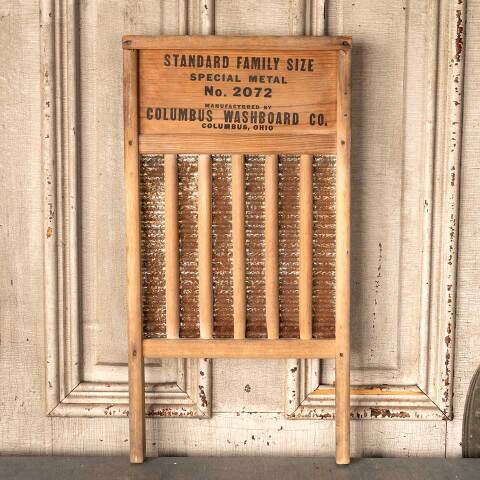 STANDARD FAMILY SIZE
SPECIAL METAL
No. 2072
MANUFACTURED BY
COLUMBUS WASHBOARD CO.
COLUMBUS, OHIO